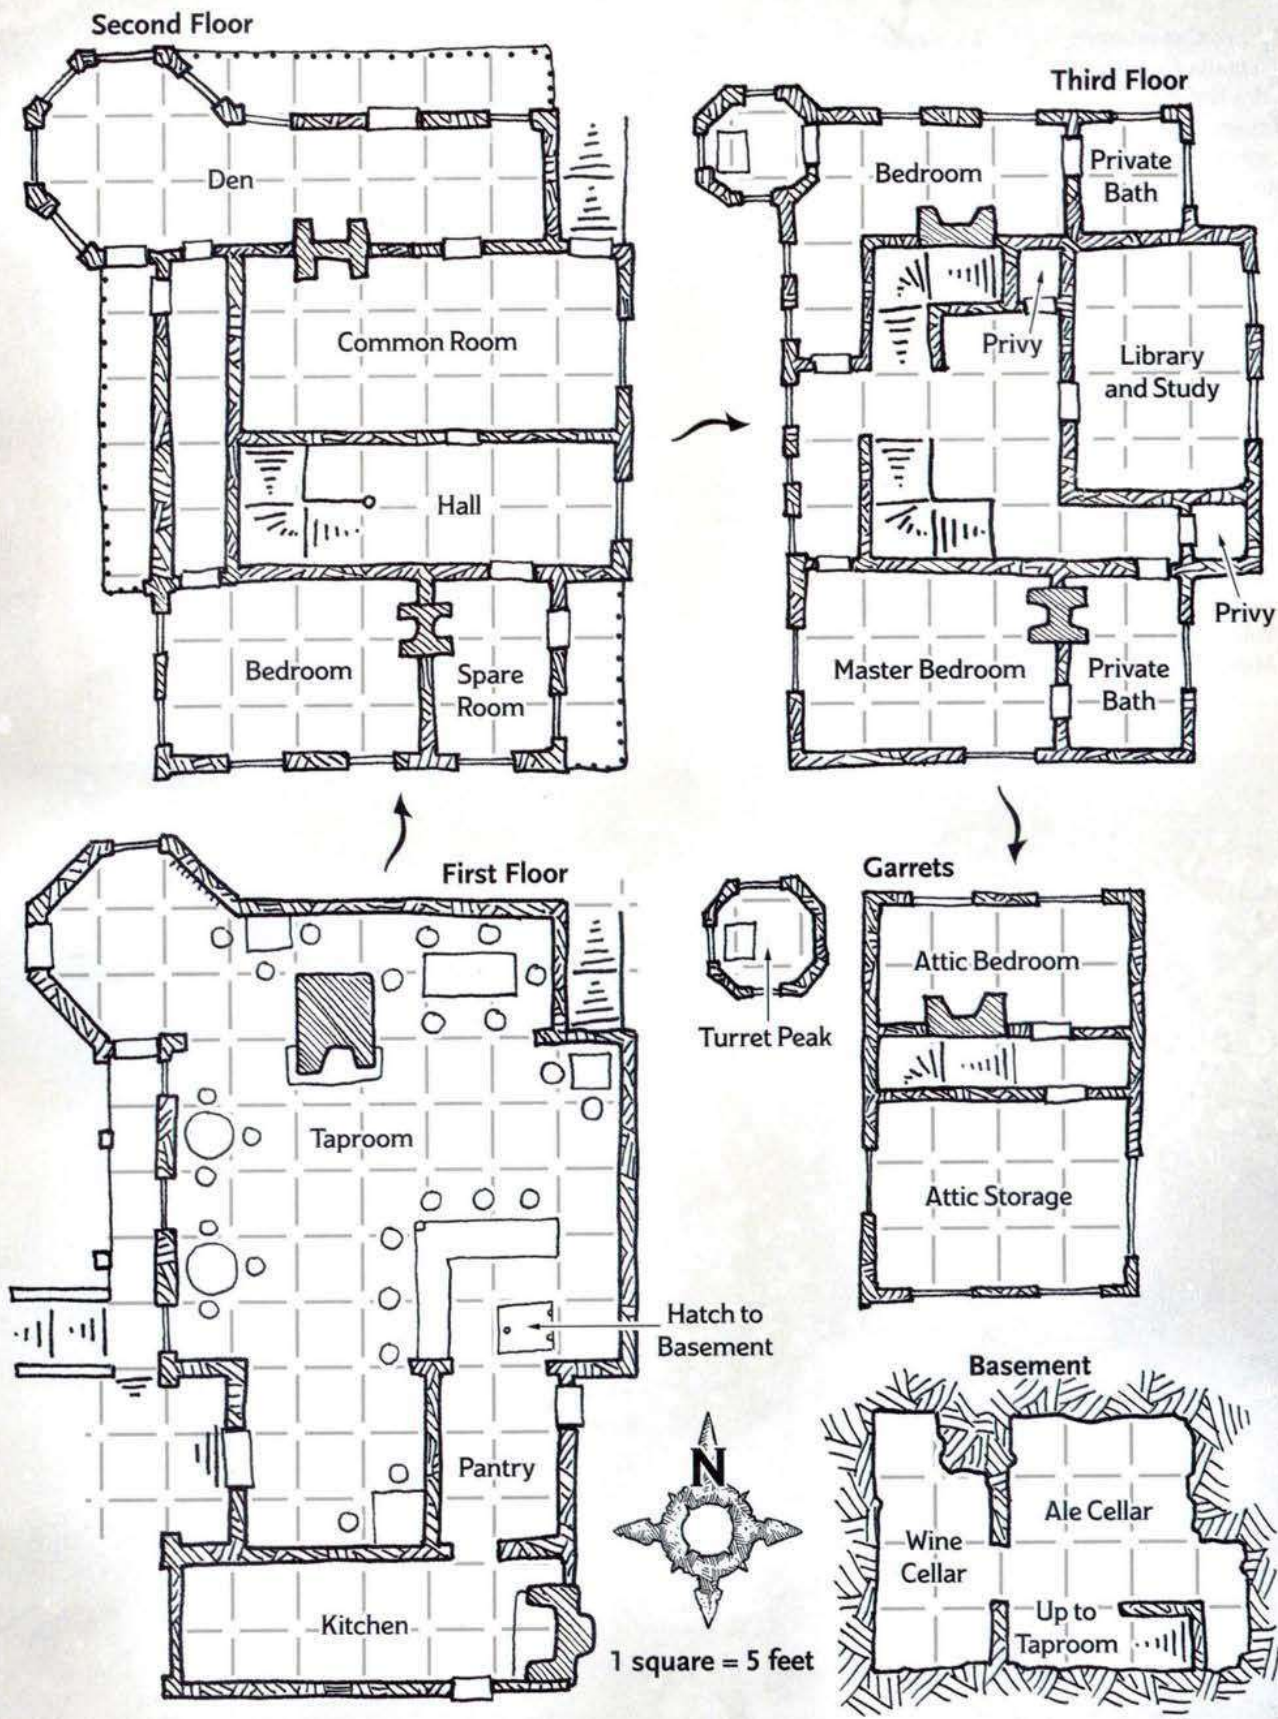 Second Floor
Den
Common Room
Hall
Bedroom
Spare
Room
Third Floor
Bedroom
Private
Bath
Privy
Library
and Study
Privy
Master Bedroom
Private
Bath
First Floor
Taproom
Hatch to
Basement
Pantry
Kitchen
Garrets
Attic Bedroom
Turret Peak
Attic Storage
N
1 square = 5 feet
Basement
Wine
Cellar
Ale Cellar
Up to
Taproom